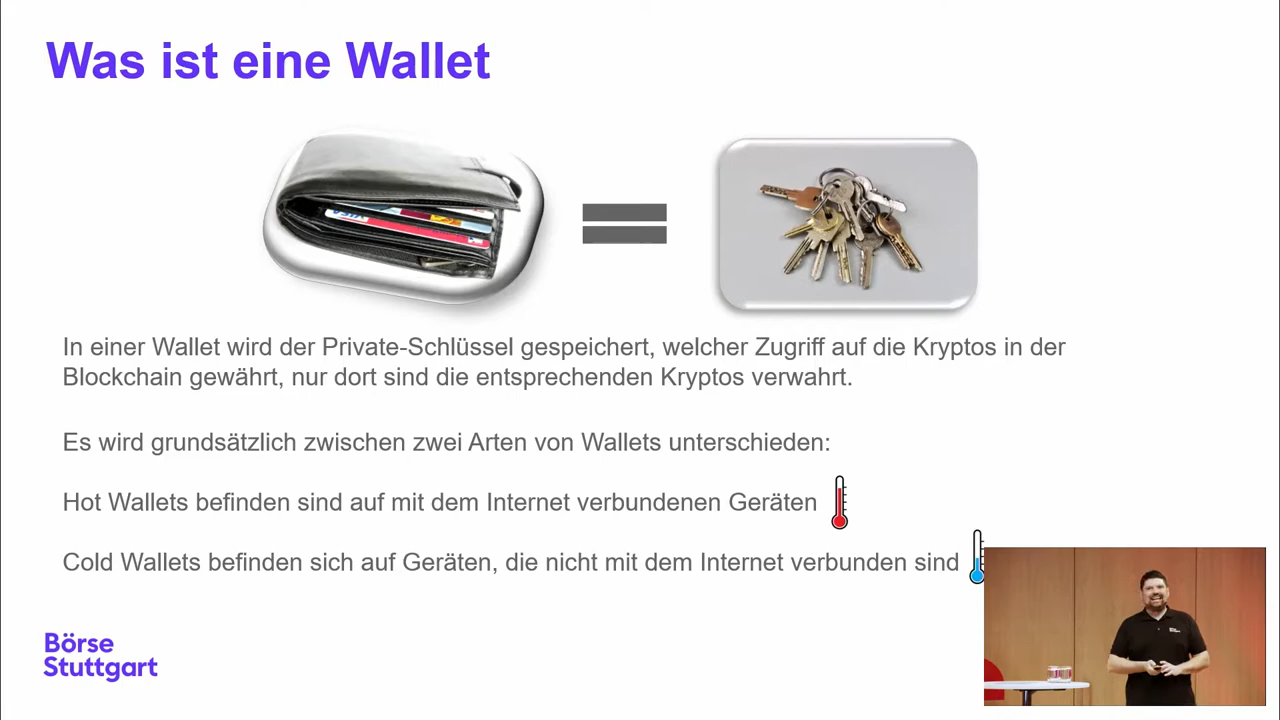 Was ist eine Wallet
VISA
In einer Wallet wird der Private-Schlüssel gespeichert, welcher Zugriff auf die Kryptos in der
Blockchain gewährt, nur dort sind die entsprechenden Kryptos verwahrt.
Es wird grundsätzlich zwischen zwei Arten von Wallets unterschieden:
Hot Wallets befinden sind auf mit dem Internet verbundenen Geräten
Cold Wallets befinden sich auf Geräten, die nicht mit dem Internet verbunden sind
Börse
Stuttgart